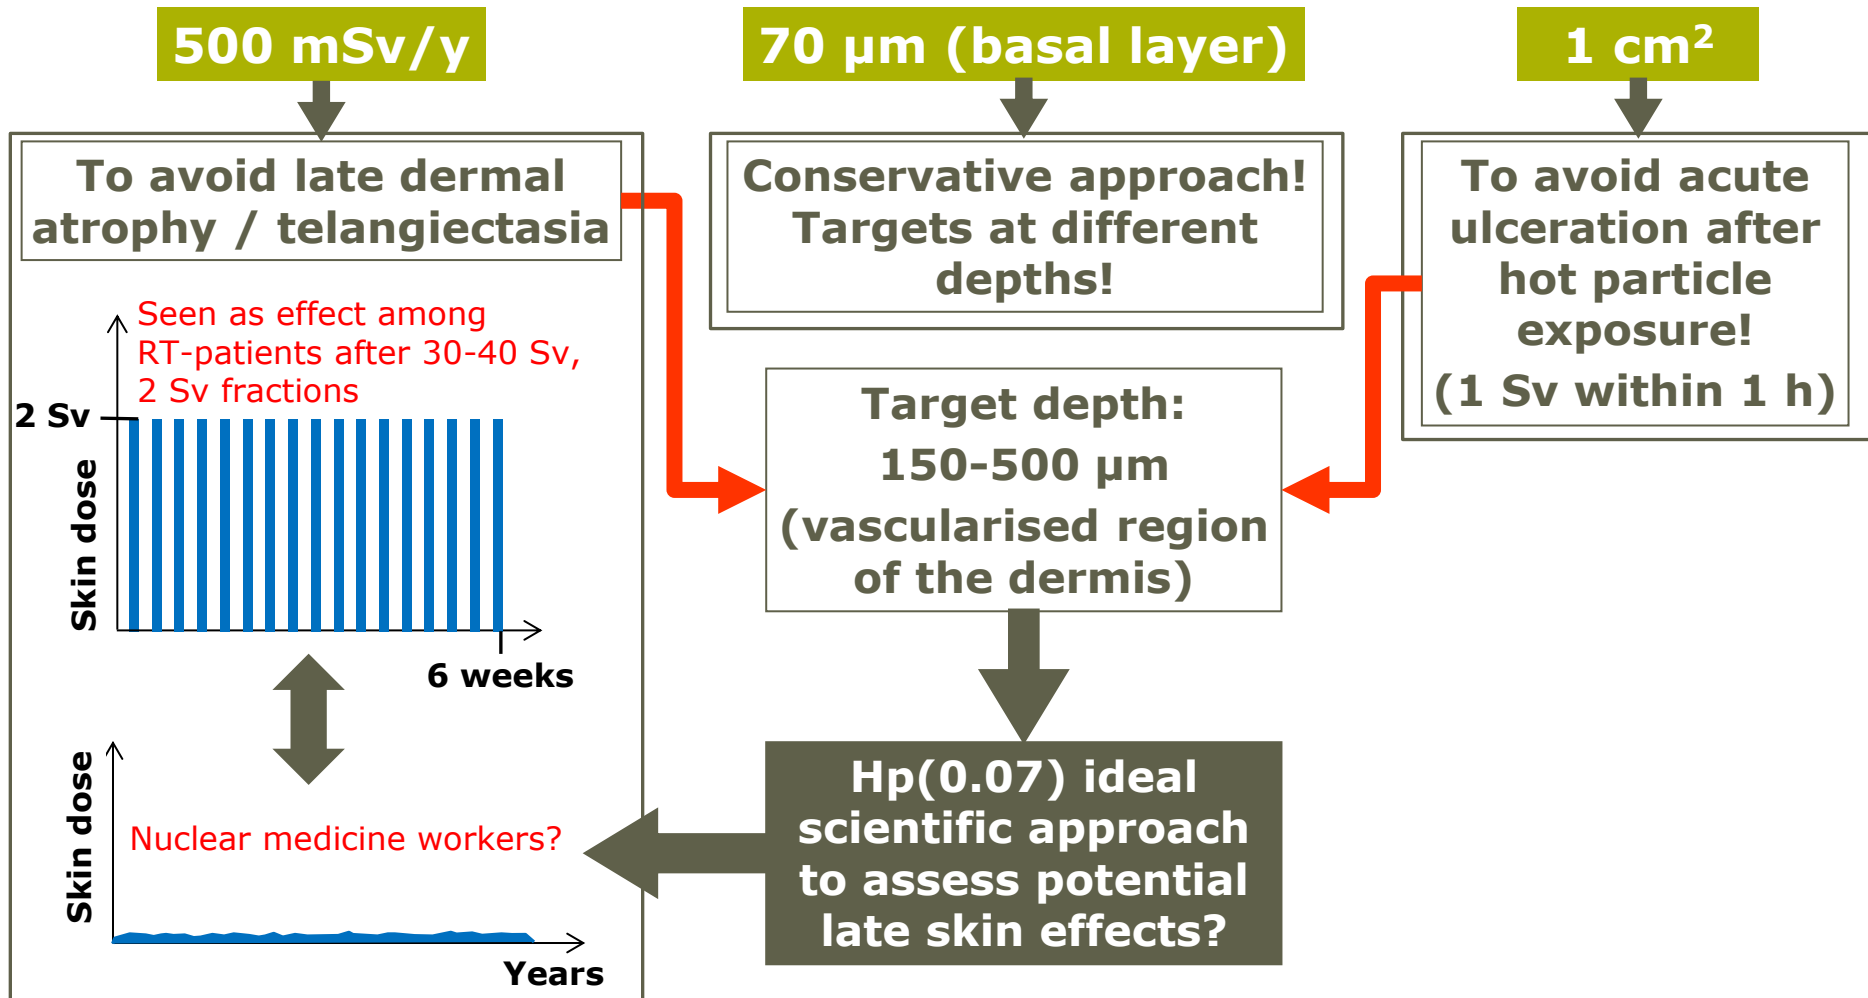 500 mSv/y
70 µm (basal layer)
1 cm²
To avoid late dermal
atrophy / telangiectasia
Conservative approach!
Targets at different
depths!
To avoid acute
ulceration after
hot particle
exposure!
(1 Sv within 1 h)
Seen as effect among
RT-patients after 30-40 Sv,
2 Sv fractions
2 Sv
Skin dose
6 weeks
Target depth:
150-500 µm
(vascularised region
of the dermis)
Hp(0.07) ideal
scientific approach
to assess potential
late skin effects?
Skin dose
Nuclear medicine workers?
Years